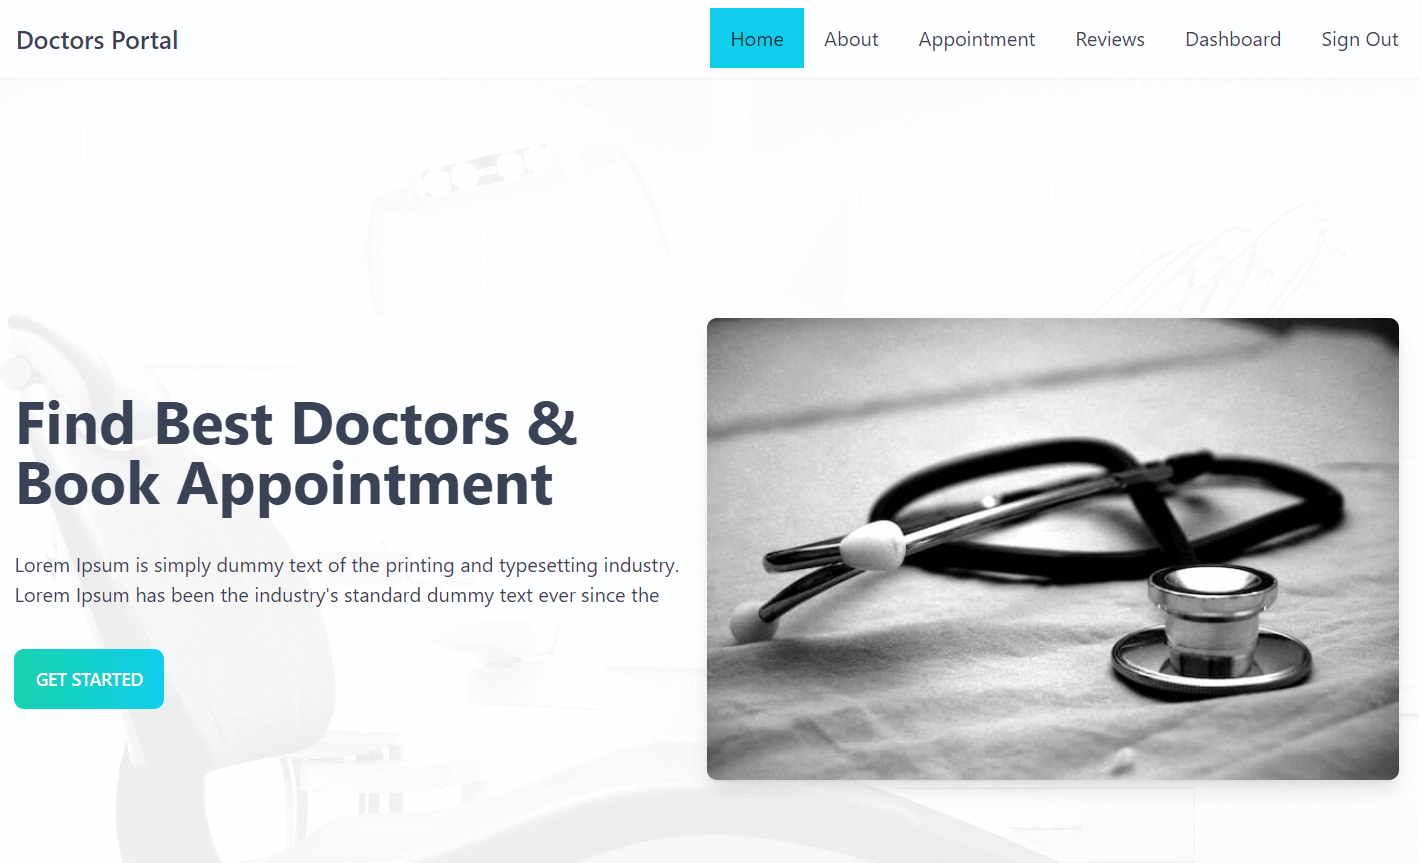 Doctors Portal
Home About Appointment Reviews Dashboard Sign Out
Find Best Doctors &
Book Appointment
Lorem Ipsum is simply dummy text of the printing and typesetting industry.
Lorem Ipsum has been the industry's standard dummy text ever since the
GET STARTED